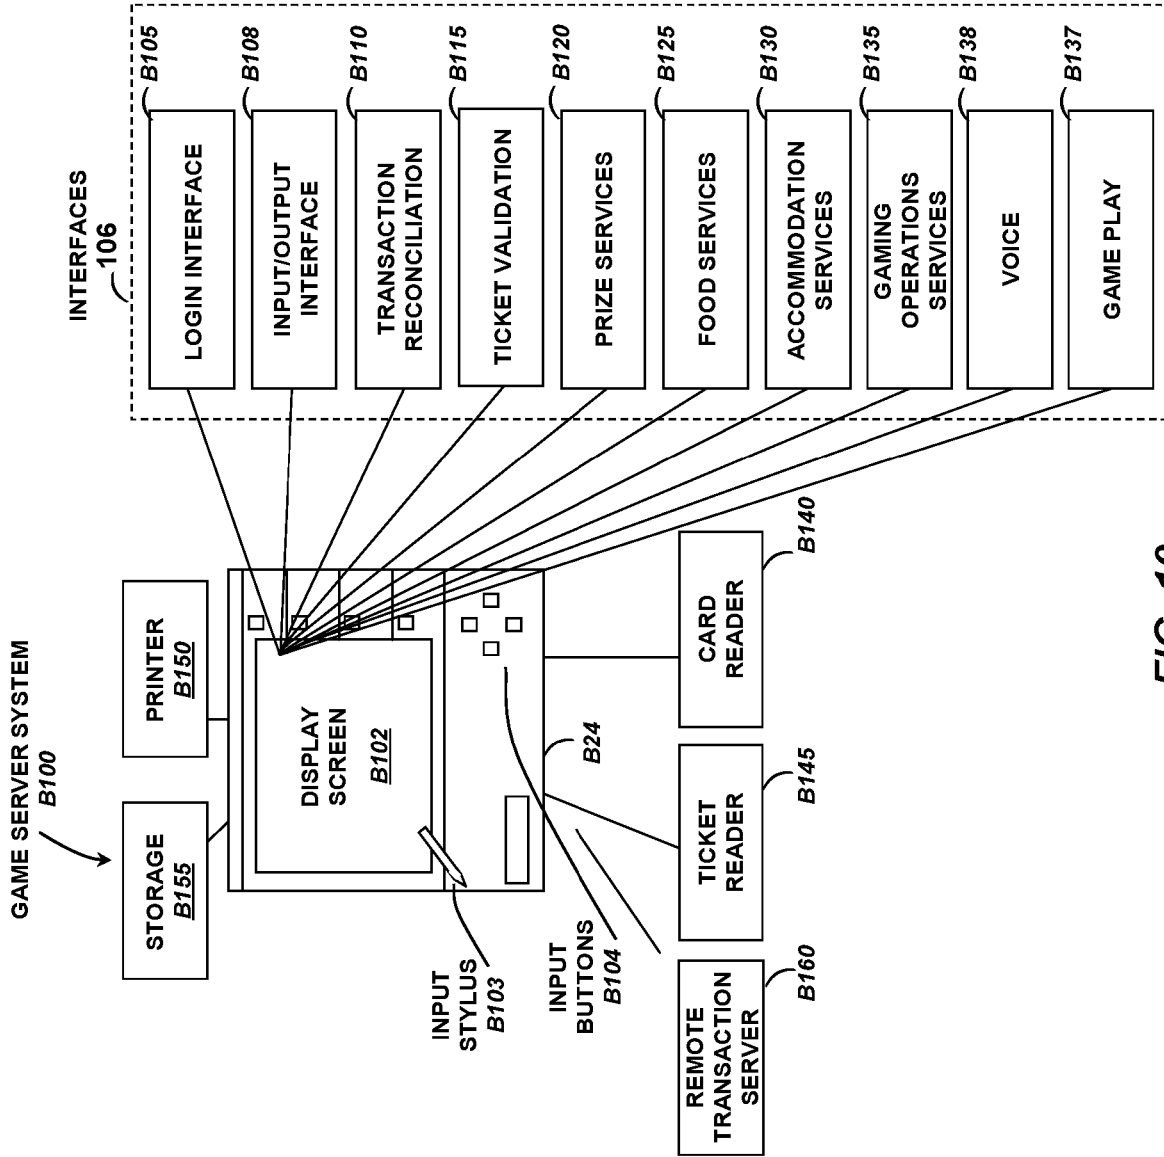 GAME SERVER SYSTEM
B100
STORAGE
B155
PRINTER
B150
DISPLAY
SCREEN
B102
INPUT
STYLUS
B103
INPUT
BUTTONS
B104
B24
REMOTE
TRANSACTION
SERVER
B160
TICKET
READER
B145
CARD
READER
B140
INTERFACES
106
LOGIN INTERFACE
B105
INPUT/OUTPUT
INTERFACE
B108
TRANSACTION
RECONCILIATION
B110
TICKET VALIDATION
B115
PRIZE SERVICES
B120
FOOD SERVICES
B125
ACCOMMODATION
SERVICES
B130
GAMING
OPERATIONS
SERVICES
B135
VOICE
B138
GAME PLAY
B137
FIG.